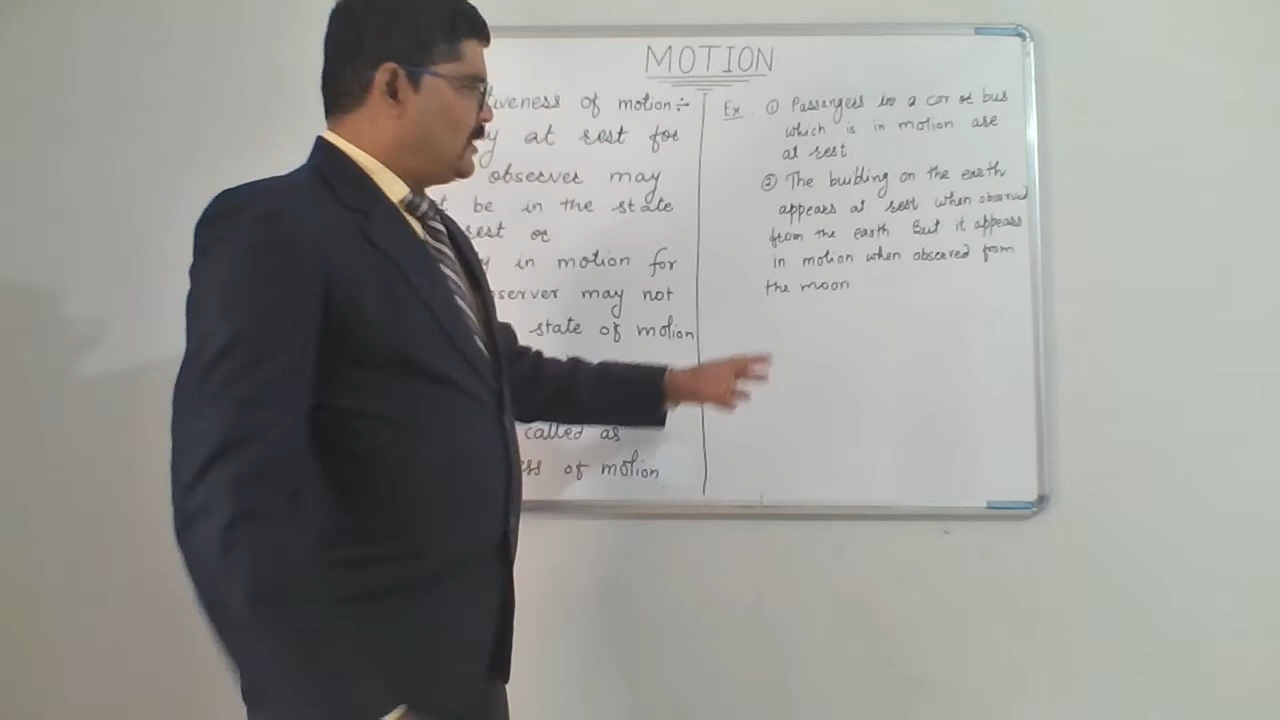 MOTION
tiveness of motion ÷
y at rest for
observer may
t be in the state
rest or
y in motion for
server may not
state of motion
called as
ess of motion
Ex ① Passangers in a car or bus
which is in motion are
at rest.
② The building on the earth
appears at rest when observed
from the earth But it appears
in motion when observed from
the moon